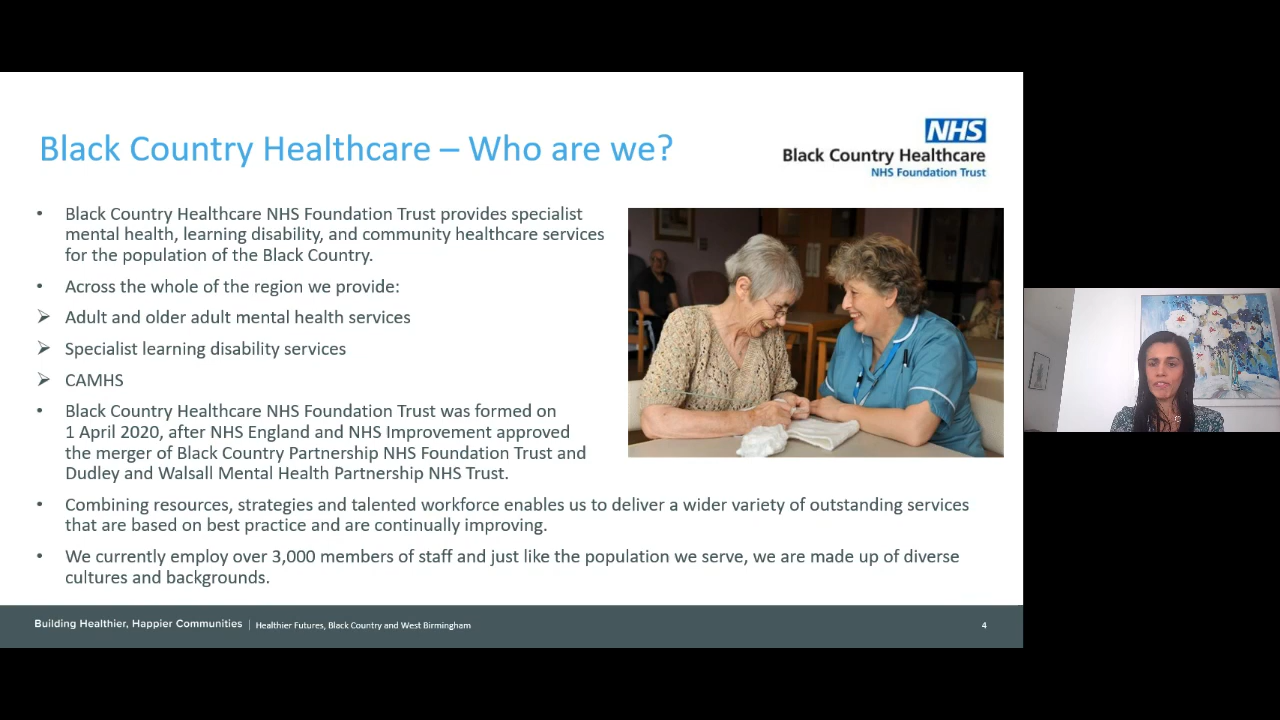 Black Country Healthcare – Who are we?
NHS
Black Country Healthcare
NHS Foundation Trust
• Black Country Healthcare NHS Foundation Trust provides specialist
mental health, learning disability, and community healthcare services
for the population of the Black Country.
• Across the whole of the region we provide:
➢ Adult and older adult mental health services
➢ Specialist learning disability services
➢ CAMHS
• Black Country Healthcare NHS Foundation Trust was formed on
1 April 2020, after NHS England and NHS Improvement approved
the merger of Black Country Partnership NHS Foundation Trust and
Dudley and Walsall Mental Health Partnership NHS Trust.
• Combining resources, strategies and talented workforce enables us to deliver a wider variety of outstanding services
that are based on best practice and are continually improving.
• We currently employ over 3,000 members of staff and just like the population we serve, we are made up of diverse
cultures and backgrounds.
Building Healthier, Happier Communities | Healthier Futures, Black Country and West Birmingham
4